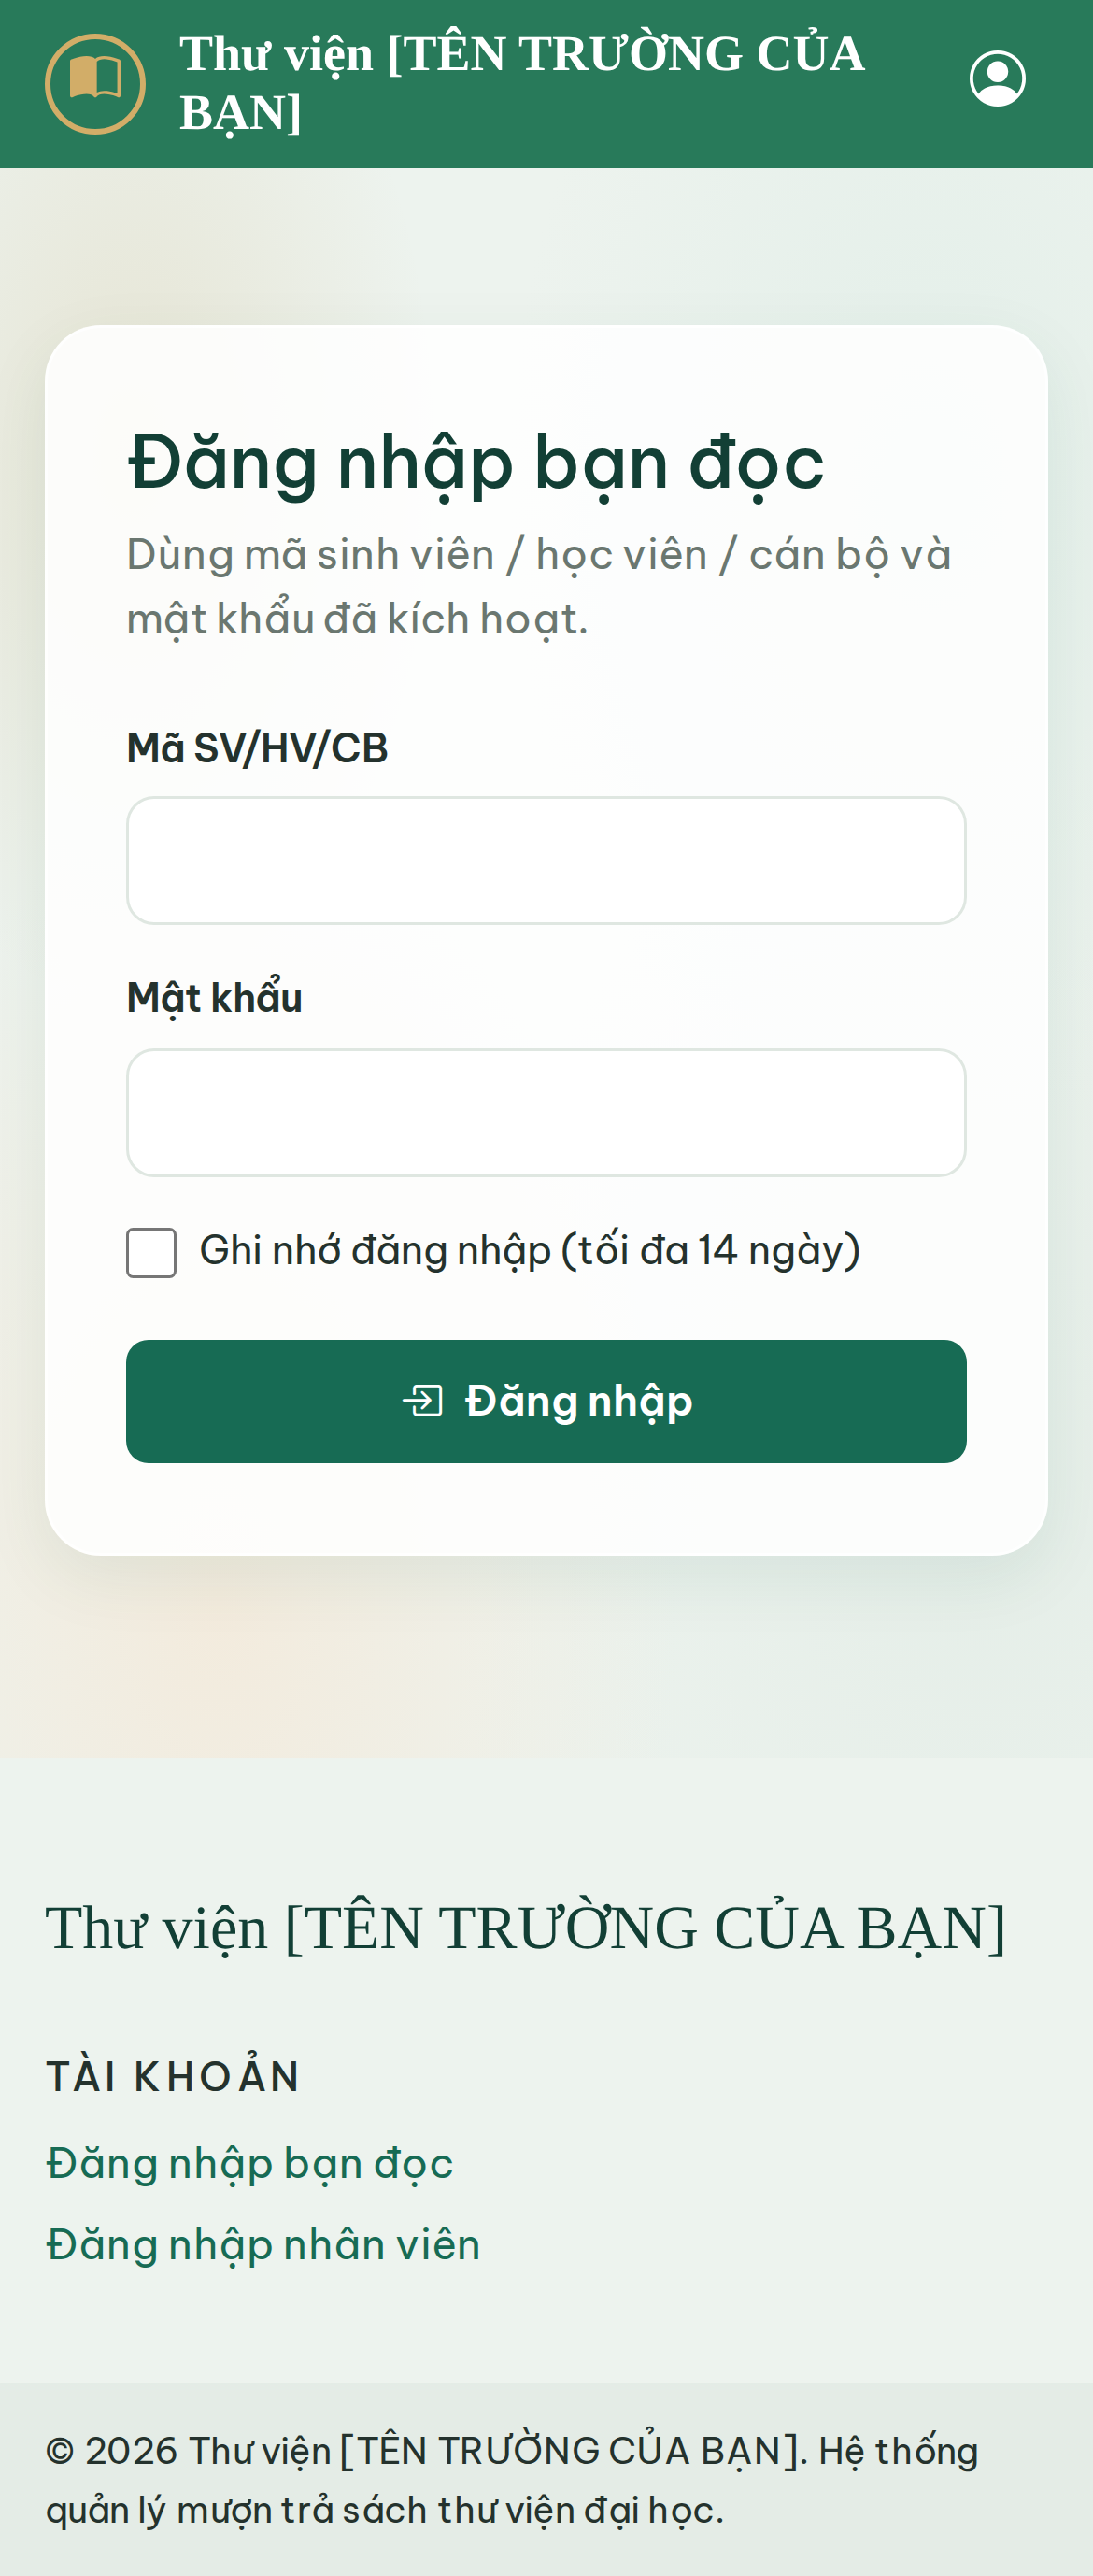 Thư viện [TÊN TRƯỜNG CỦA
BẠN]
Đăng nhập bạn đọc
Dùng mã sinh viên / học viên / cán bộ và
mật khẩu đã kích hoạt.
Mã SV/HV/CB
Mật khẩu
Ghi nhớ đăng nhập (tối đa 14 ngày)
Đăng nhập
Thư viện [TÊN TRƯỜNG CỦA BẠN]
TÀI KHOẢN
Đăng nhập bạn đọc
Đăng nhập nhân viên
© 2026 Thư viện [TÊN TRƯỜNG CỦA BẠN]. Hệ thống
quản lý mượn trả sách thư viện đại học.